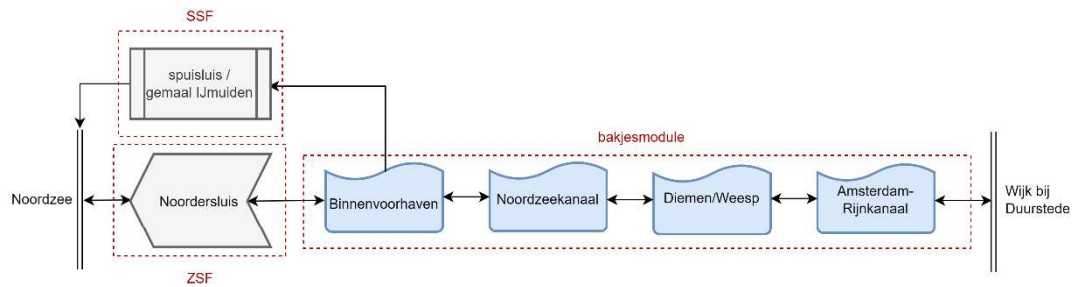 SSF
spuisluis /
gemaal IJmuiden
bakjesmodule
Noordzee
Noordersluis
Binnenvoorhaven
Noordzeekanaal
Diemen/Weesp
Amsterdam-
Rijnkanaal
Wijk bij
Duurstede
ZSF